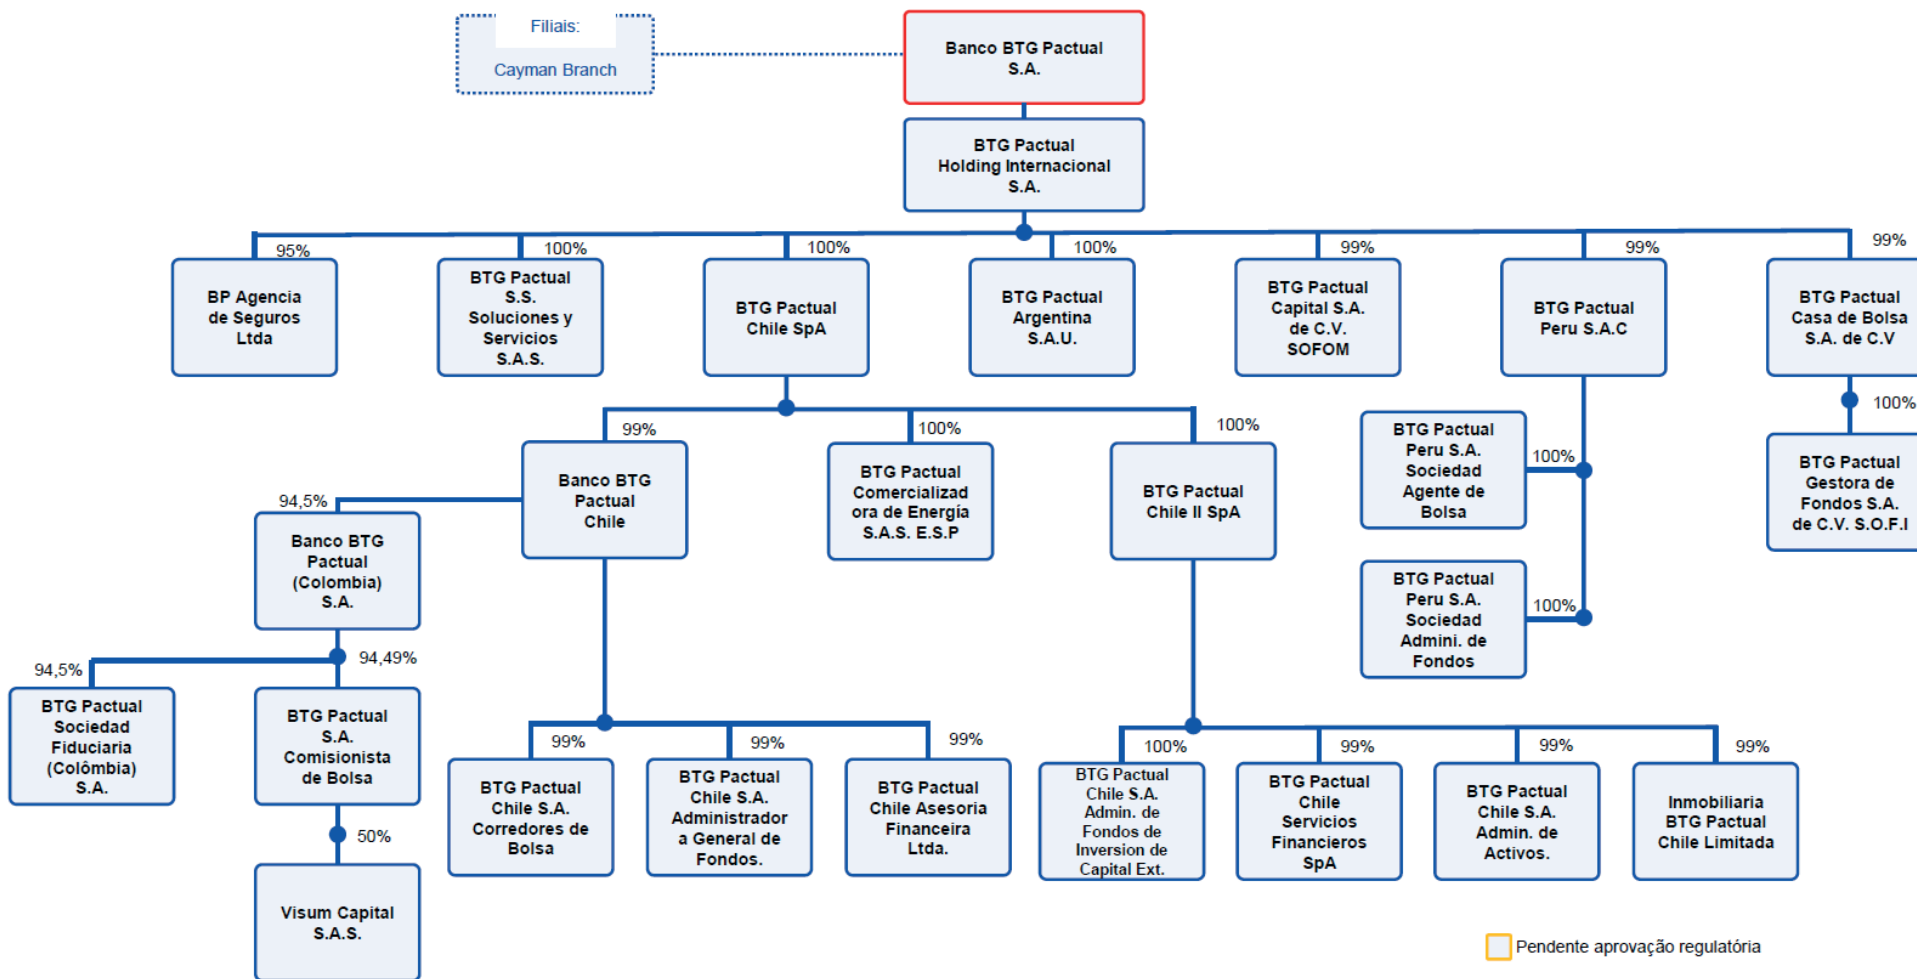 Filiais:
Cayman Branch
Banco BTG Pactual
S.A.
BTG Pactual
Holding Internacional
S.A.
95%
100%
100%
100%
99%
99%
99%
BP Agencia
de Seguros
Ltda
BTG Pactual
S.S.
Soluciones y
Servicios
S.A.S.
BTG Pactual
Chile SpA
BTG Pactual
Argentina
S.A.U.
BTG Pactual
Capital S.A.
de C.V.
SOFOM
BTG Pactual
Peru S.A.C
BTG Pactual
Casa de Bolsa
S.A. de C.V
99%
100%
100%
100%
Banco BTG
Pactual
Chile
BTG Pactual
Comercializad
ora de Energía
S.A.S. E.S.P
BTG Pactual
Chile II SpA
BTG Pactual
Peru S.A.
Sociedad
Agente de
Bolsa
100%
BTG Pactual
Gestora de
Fondos S.A.
de C.V. S.O.F.I
94,5%
Banco BTG
Pactual
(Colombia)
S.A.
BTG Pactual
Peru S.A.
Sociedad
Admini. de
Fondos
100%
94,5%
94,49%
BTG Pactual
Sociedad
Fiduciaria
(Colômbia)
S.A.
BTG Pactual
S.A.
Comisionista
de Bolsa
99%
99%
99%
100%
99%
99%
99%
BTG Pactual
Chile S.A.
Corredores de
Bolsa
BTG Pactual
Chile S.A.
Administrador
a General de
Fondos.
BTG Pactual
Chile Asesoria
Financeira
Ltda.
BTG Pactual
Chile S.A.
Admin. de
Fondos de
Inversion de
Capital Ext.
BTG Pactual
Chile
Servicios
Financieros
SpA
BTG Pactual
Chile S.A.
Admin. de
Activos.
Inmobiliaria
BTG Pactual
Chile Limitada
50%
Visum Capital
S.A.S.
Pendente aprovação regulatória